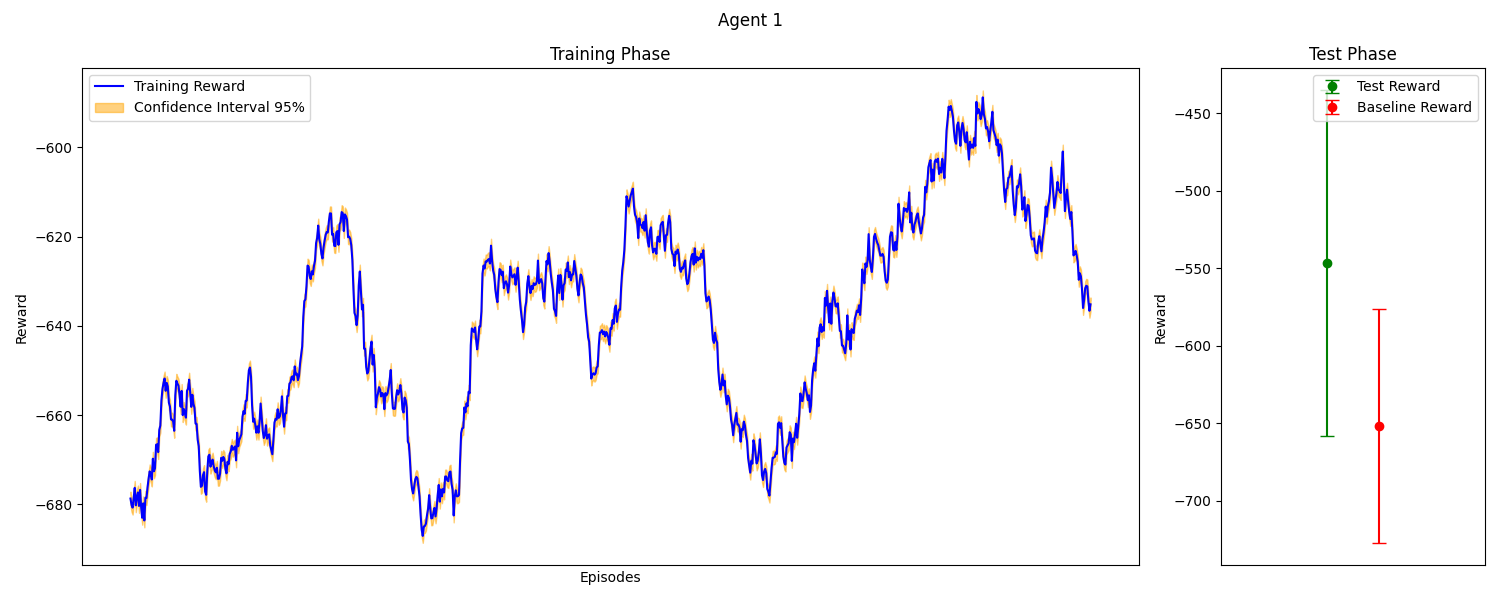 Agent 1
Training Phase
Training Reward
Confidence Interval 95%
Reward
−600
−620
−640
−660
−680
Episodes
Test Phase
Test Reward
Baseline Reward
Reward
−450
−500
−550
−600
−650
−700